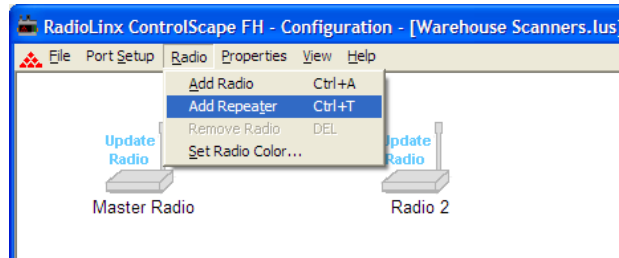 RadioLinx ControlScape FH - Configuration - [Warehouse Scanners.lus]
File Port Setup Radio Properties View Help
Add Radio Ctrl+A
Add Repeater Ctrl+T
Remove Radio DEL
Set Radio Color...
Update
Radio
Master Radio
Update
Radio
Radio 2